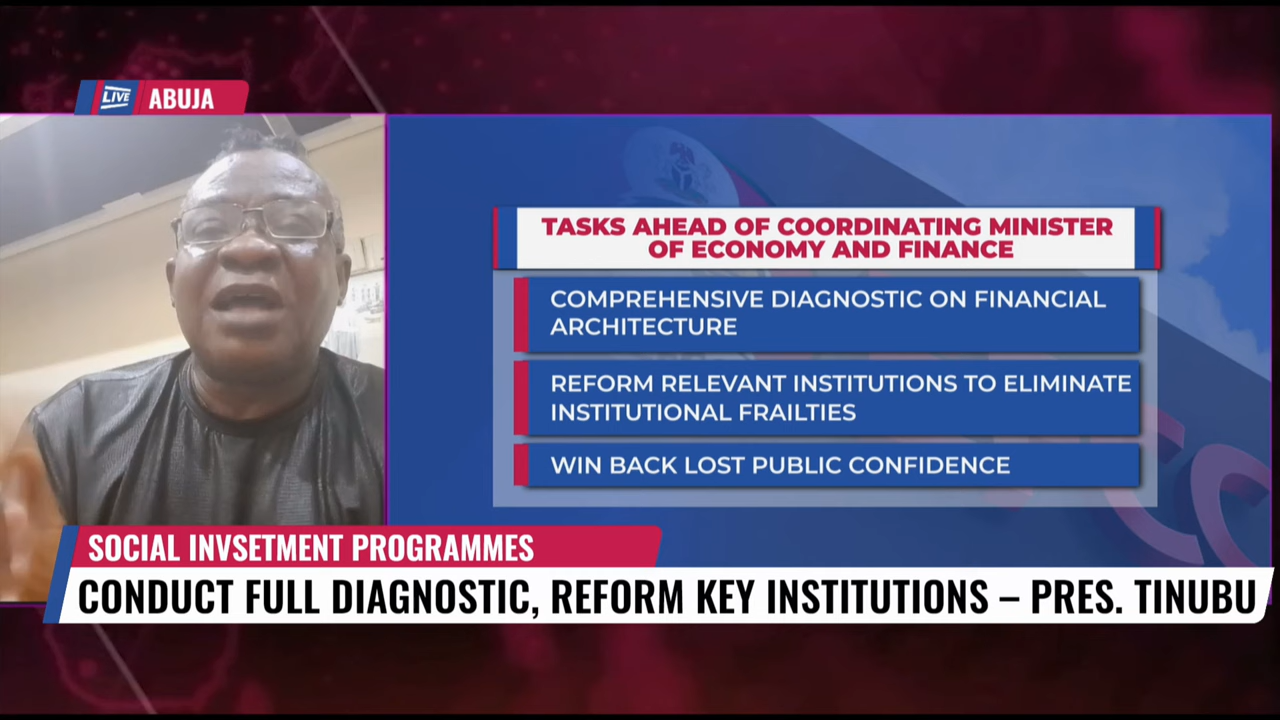 LIVE ABUJA
TASKS AHEAD OF COORDINATING MINISTER
OF ECONOMY AND FINANCE
COMPREHENSIVE DIAGNOSTIC ON FINANCIAL
ARCHITECTURE
REFORM RELEVANT INSTITUTIONS TO ELIMINATE
INSTITUTIONAL FRAILTIES
WIN BACK LOST PUBLIC CONFIDENCE
SOCIAL INVSETMENT PROGRAMMES
CONDUCT FULL DIAGNOSTIC, REFORM KEY INSTITUTIONS – PRES. TINUBU